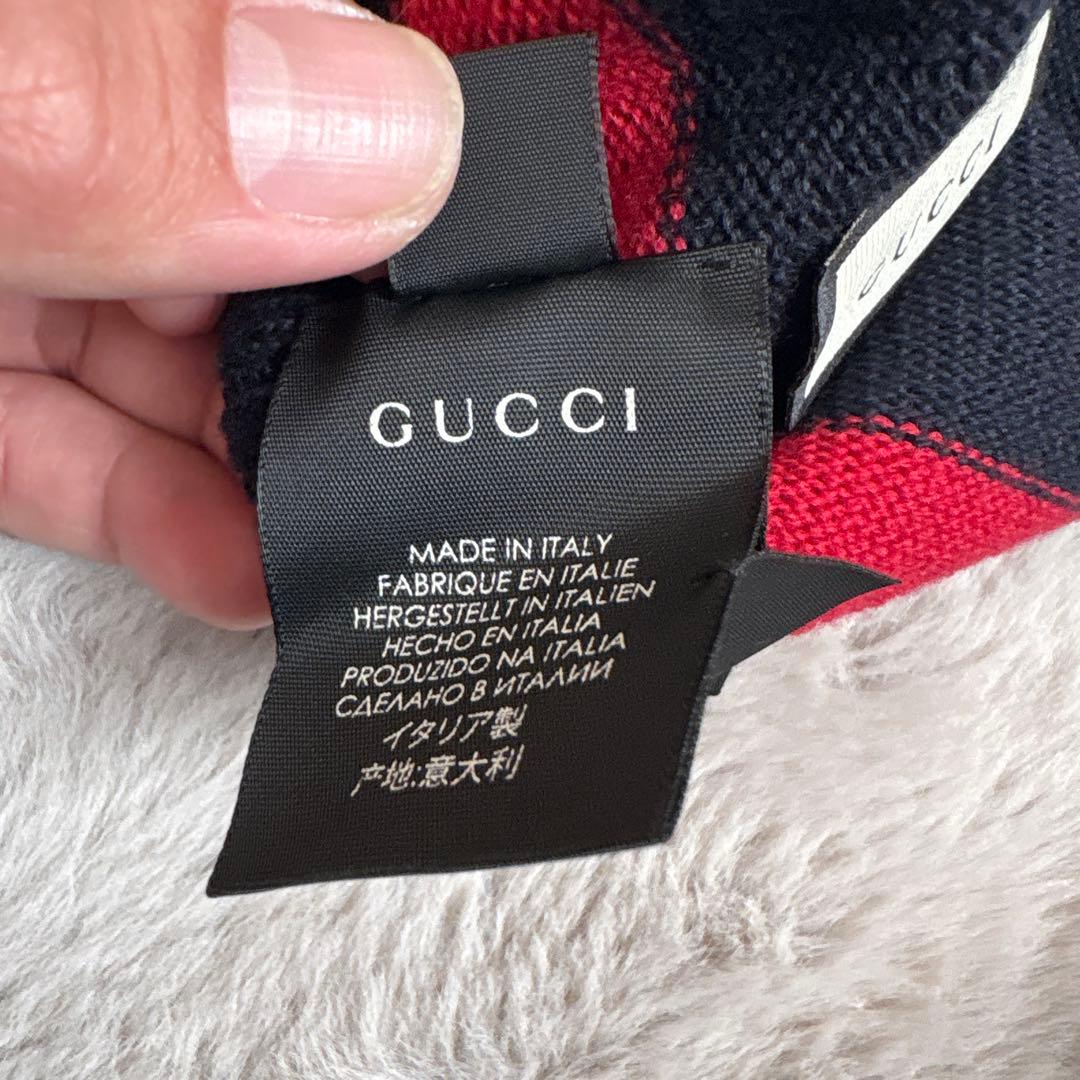 GUCCI
GUCCI
MADE IN ITALY
FABRIQUE EN ITALIE
HERGESTELLT IN ITALIEN
HECHO EN ITALIA
PRODUZIDO NA ITALIA
СДЕЛАНО В ИТАЛИИ
イタリア製
产地:意大利